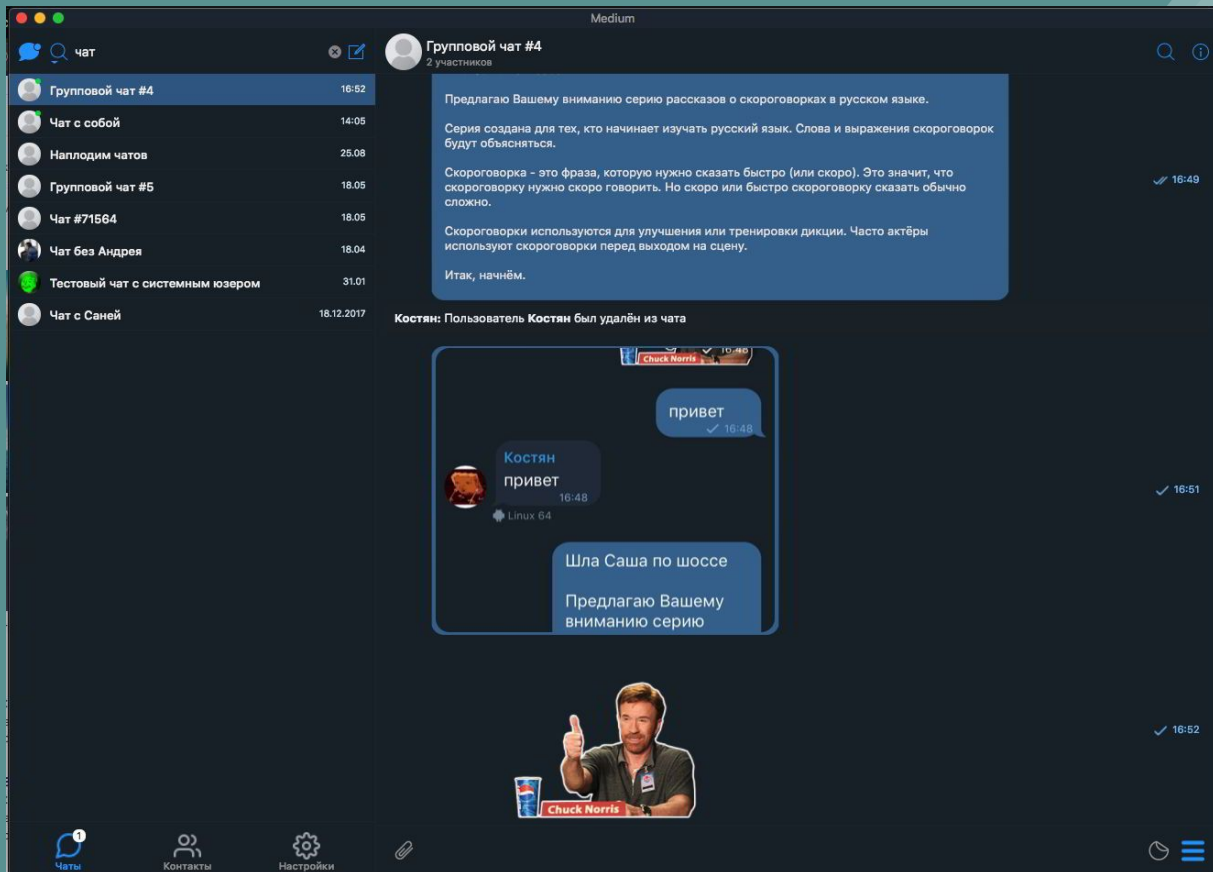 Medium
чат
Групповой чат #4
16:52
Чат с собой
14:05
Наплодим чатов
25.08
Групповой чат #5
18.05
Чат #71564
18.05
Чат без Андрея
18.04
Тестовый чат с системным юзером
31.01
Чат с Саней
18.12.2017
1
Чаты
Контакты
Настройки
Групповой чат #4
2 участников
Предлагаю Вашему вниманию серию рассказов о скороговорках в русском языке.
Серия создана для тех, кто начинает изучать русский язык. Слова и выражения скороговорок
будут объясняться.
Скороговорка - это фраза, которую нужно сказать быстро (или скоро). Это значит, что
скороговорку нужно скоро говорить. Но скоро или быстро скороговорку сказать обычно
сложно.
Скороговорки используются для улучшения или тренировки дикции. Часто актёры
используют скороговорки перед выходом на сцену.
Итак, начнём.
16:49
Костян: Пользователь Костян был удалён из чата
Chuck Norris
16:48
привет
16:48
Костян
привет
16:48
Linux 64
Шла Саша по шоссе
Предлагаю Вашему
вниманию серию
16:51
Chuck Norris
16:52